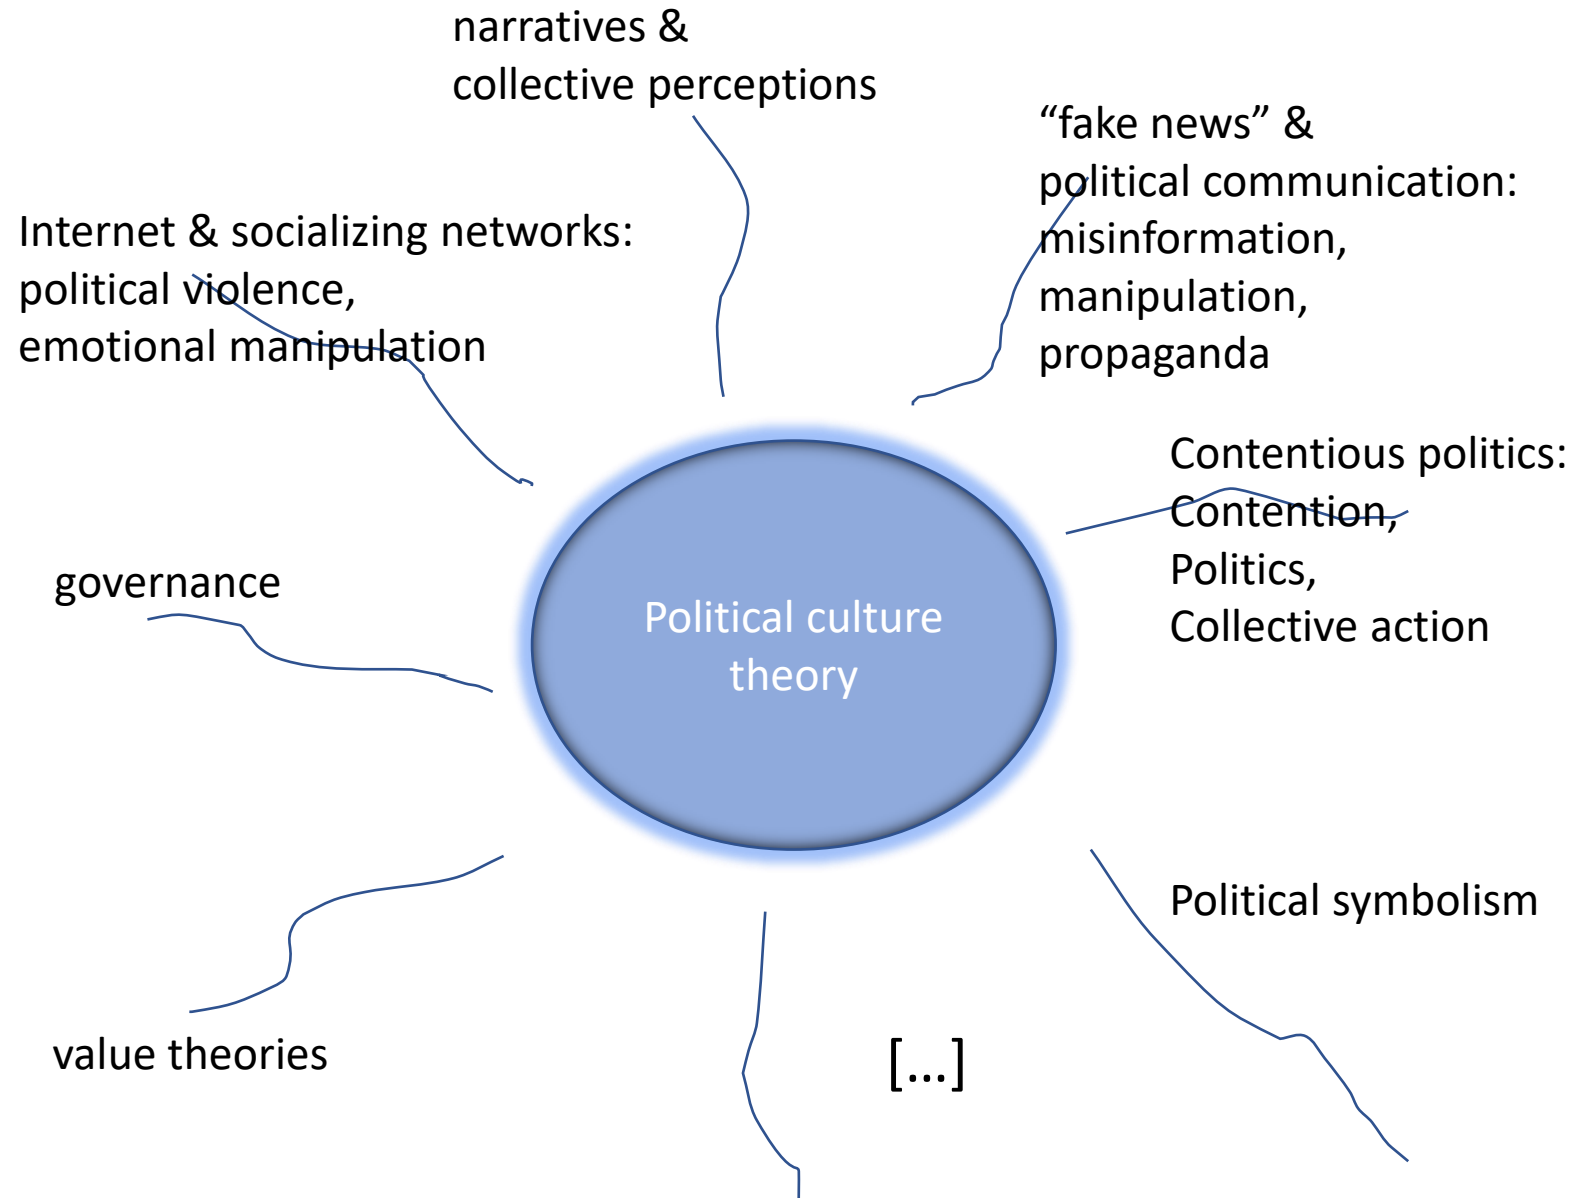 narratives &
collective perceptions
“fake news” &
political communication:
misinformation,
manipulation,
propaganda
Internet & socializing networks:
political violence,
emotional manipulation
Contentious politics:
Contention,
Politics,
Collective action
governance
Political culture
theory
Political symbolism
value theories
[…]